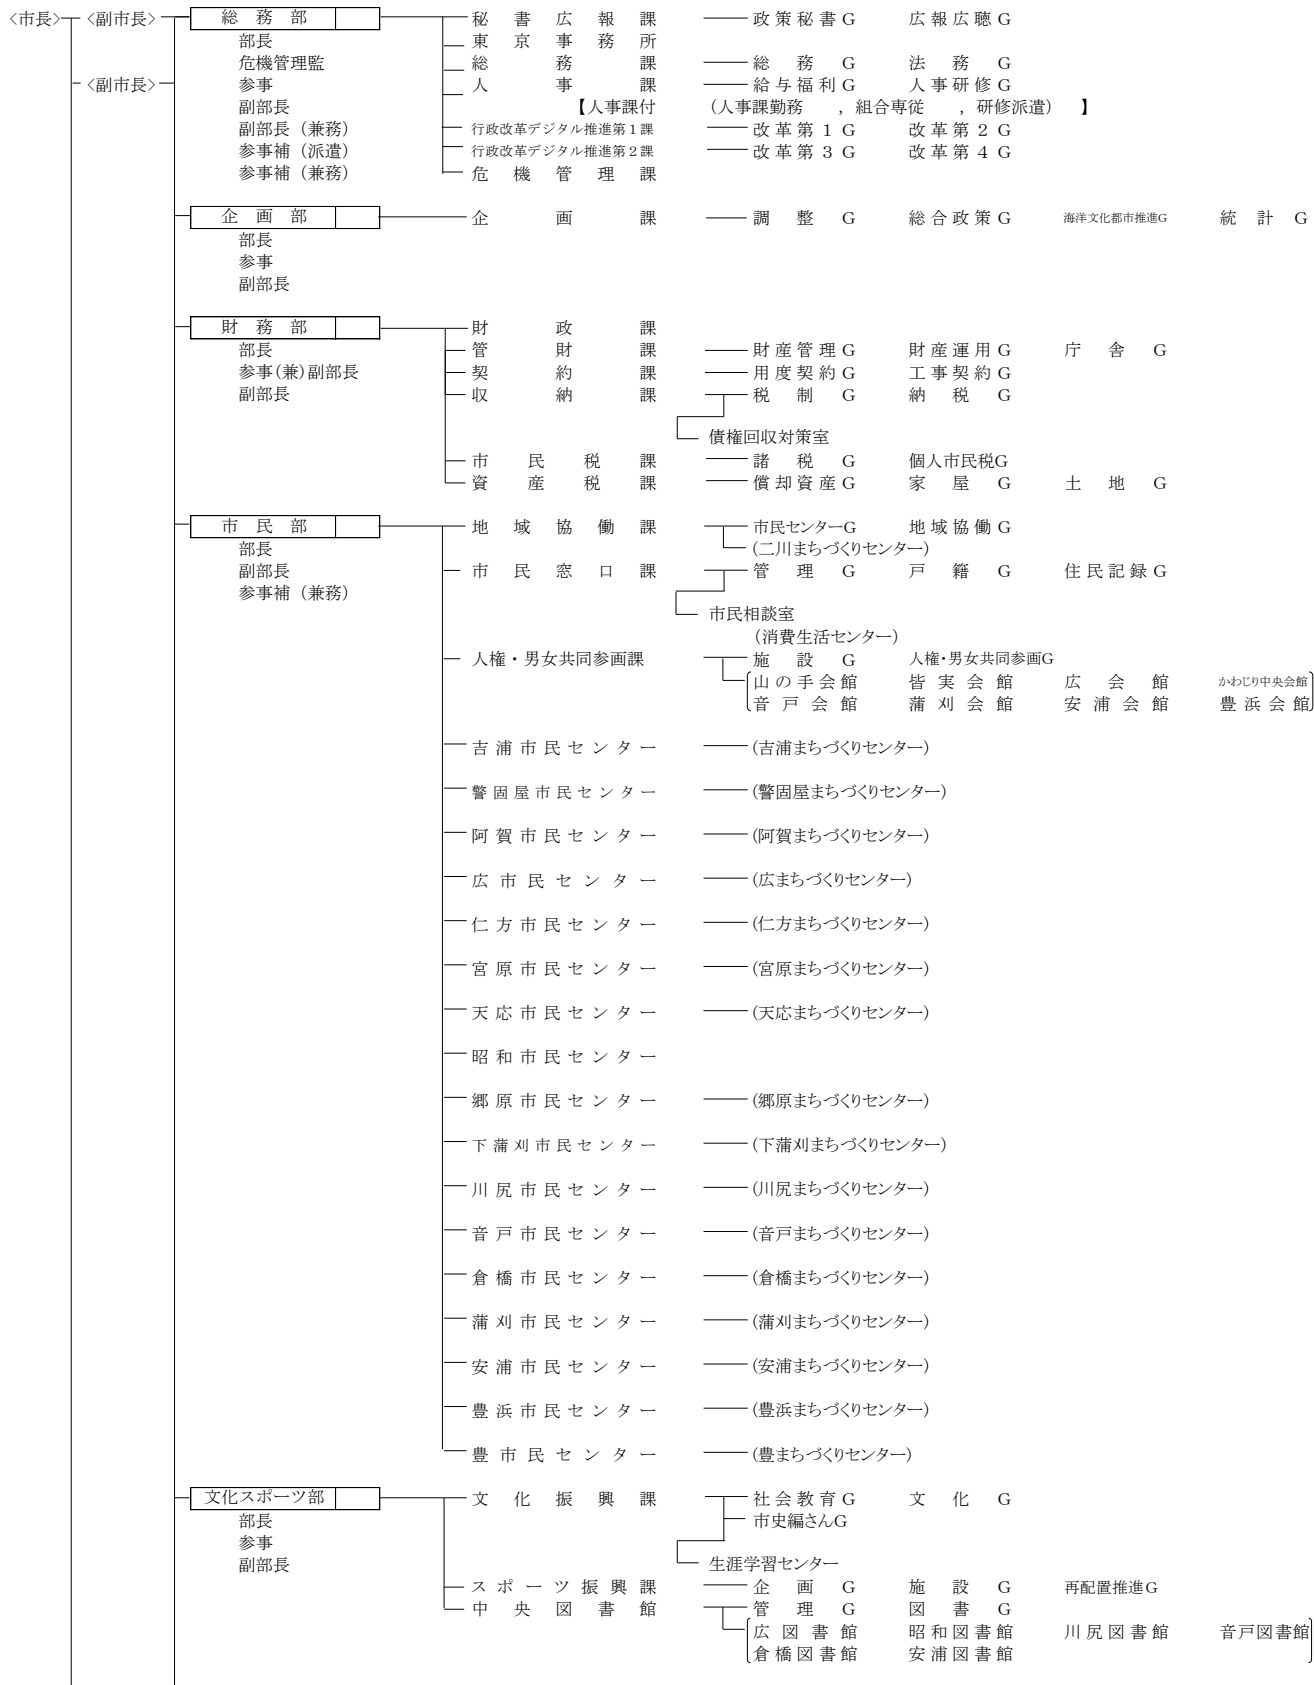 〈市長〉 〈副市長〉 総務部 秘書広報課 政策秘書G 広報広聴G
部長 東京事務所
危機管理監 総務課 総務G 法務G
〈副市長〉 参事 人事課 給与福利G 人事研修G
副部長 【人事課付 (人事課勤務 ,組合専従 ,研修派遣) 】
副部長(兼務) 行政改革デジタル推進第1課 改革第1G 改革第2G
参事補(派遣) 行政改革デジタル推進第2課 改革第3G 改革第4G
参事補(兼務) 危機管理課
企画部 企画課 調整G 総合政策G 海洋文化都市推進G 統計G
部長
参事
副部長
財務部 財政課
部長 管財課 財産管理G 財産運用G 庁舎G
参事(兼)副部長 契約課 用度契約G 工事契約G
副部長 収納課 税制G 納税G
債権回収対策室
市民税課 諸税G 個人市民税G
資産税課 償却資産G 家屋G 土地G
市民部 地域協働課 市民センターG 地域協働G
部長 (二川まちづくりセンター)
副部長 市民窓口課 管理G 戸籍G 住民記録G
参事補(兼務)
市民相談室
(消費生活センター)
人権・男女共同参画課 施設G 人権・男女共同参画G
山の手会館 皆実会館 広会館 かわじり中央会館
音戸会館 蒲刈会館 安浦会館 豊浜会館
吉浦市民センター (吉浦まちづくりセンター)
警固屋市民センター (警固屋まちづくりセンター)
阿賀市民センター (阿賀まちづくりセンター)
広市民センター (広まちづくりセンター)
仁方市民センター (仁方まちづくりセンター)
宮原市民センター (宮原まちづくりセンター)
天応市民センター (天応まちづくりセンター)
昭和市民センター
郷原市民センター (郷原まちづくりセンター)
下蒲刈市民センター (下蒲刈まちづくりセンター)
川尻市民センター (川尻まちづくりセンター)
音戸市民センター (音戸まちづくりセンター)
倉橋市民センター (倉橋まちづくりセンター)
蒲刈市民センター (蒲刈まちづくりセンター)
安浦市民センター (安浦まちづくりセンター)
豊浜市民センター (豊浜まちづくりセンター)
豊市民センター (豊まちづくりセンター)
文化スポーツ部 文化振興課 社会教育G 文化G
部長 市史編さんG
参事
副部長 生涯学習センター
スポーツ振興課 企画G 施設G 再配置推進G
中央図書館 管理G 図書G
広図書館 昭和図書館 川尻図書館 音戸図書館
倉橋図書館 安浦図書館